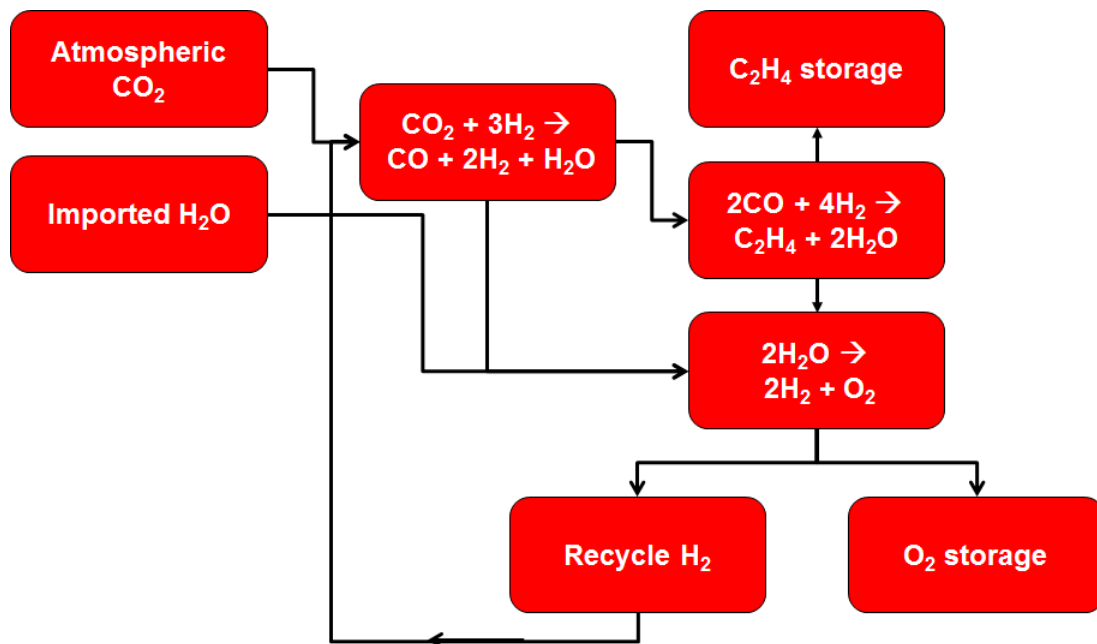 Atmospheric
CO₂
C₂H₄ storage
CO₂ + 3H₂ →
CO + 2H₂ + H₂O
Imported H₂O
2CO + 4H₂ →
C₂H₄ + 2H₂O
2H₂O →
2H₂ + O₂
Recycle H₂
O₂ storage